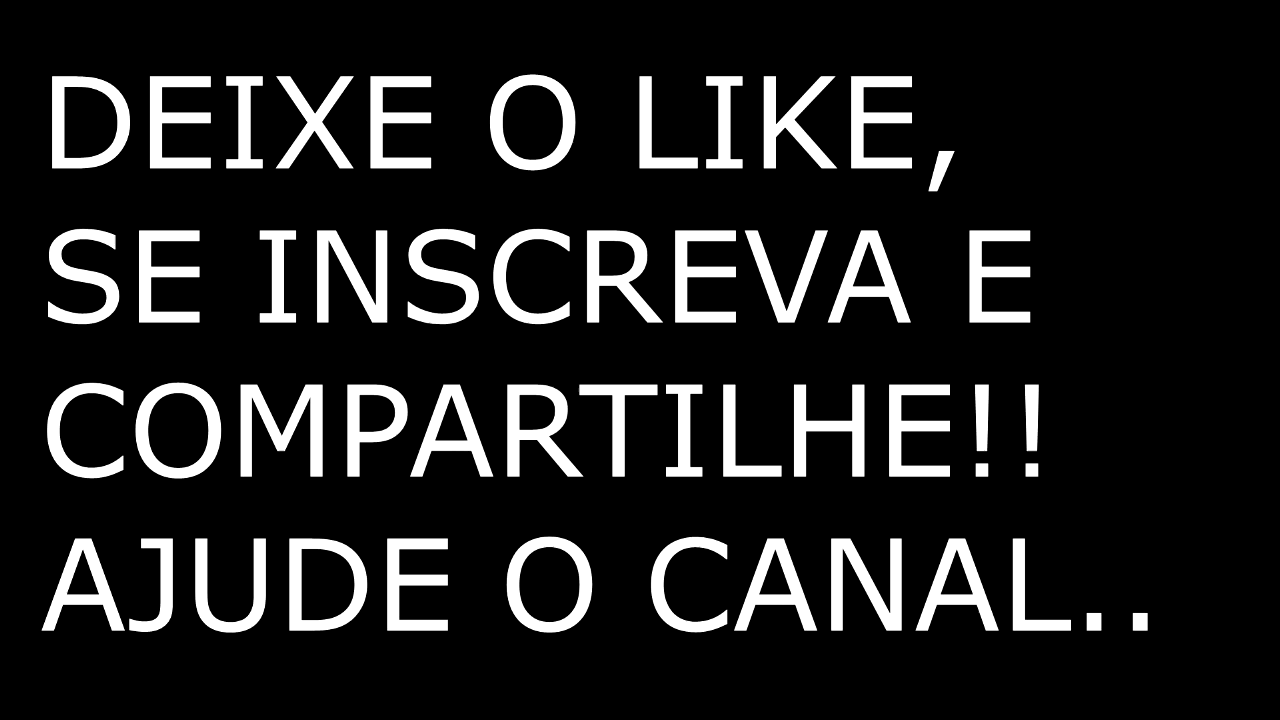 DEIXE O LIKE,
SE INSCREVA E
COMPARTILHE!!
AJUDE O CANAL..